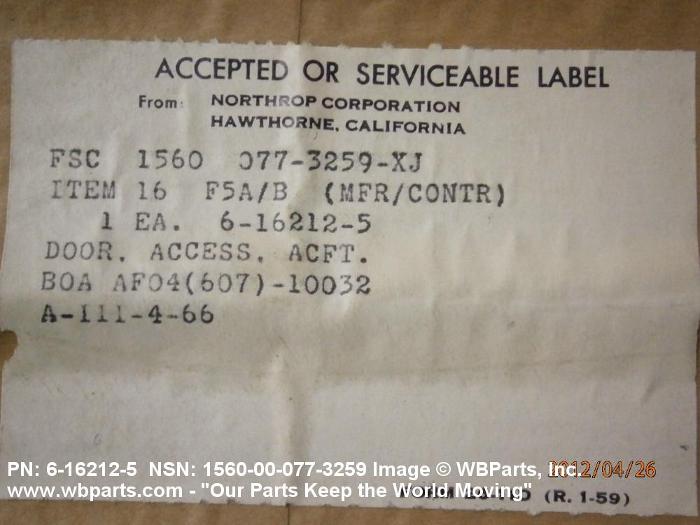 ACCEPTED OR SERVICEABLE LABEL
From: NORTHROP CORPORATION
HAWTHORNE, CALIFORNIA
FSC 1560 077-3259-XJ
ITEM 16 F5A/B (MFR/CONTR)
1 EA. 6-16212-5
DOOR, ACCESS, ACFT.
BOA AF04(607)-10032
A-111-4-66
PN: 6-16212-5 NSN: 1560-00-077-3259 Image © WBParts, Inc.
2012/04/26
www.wbparts.com - "Our Parts Keep the World Moving"
(R. 1-59)